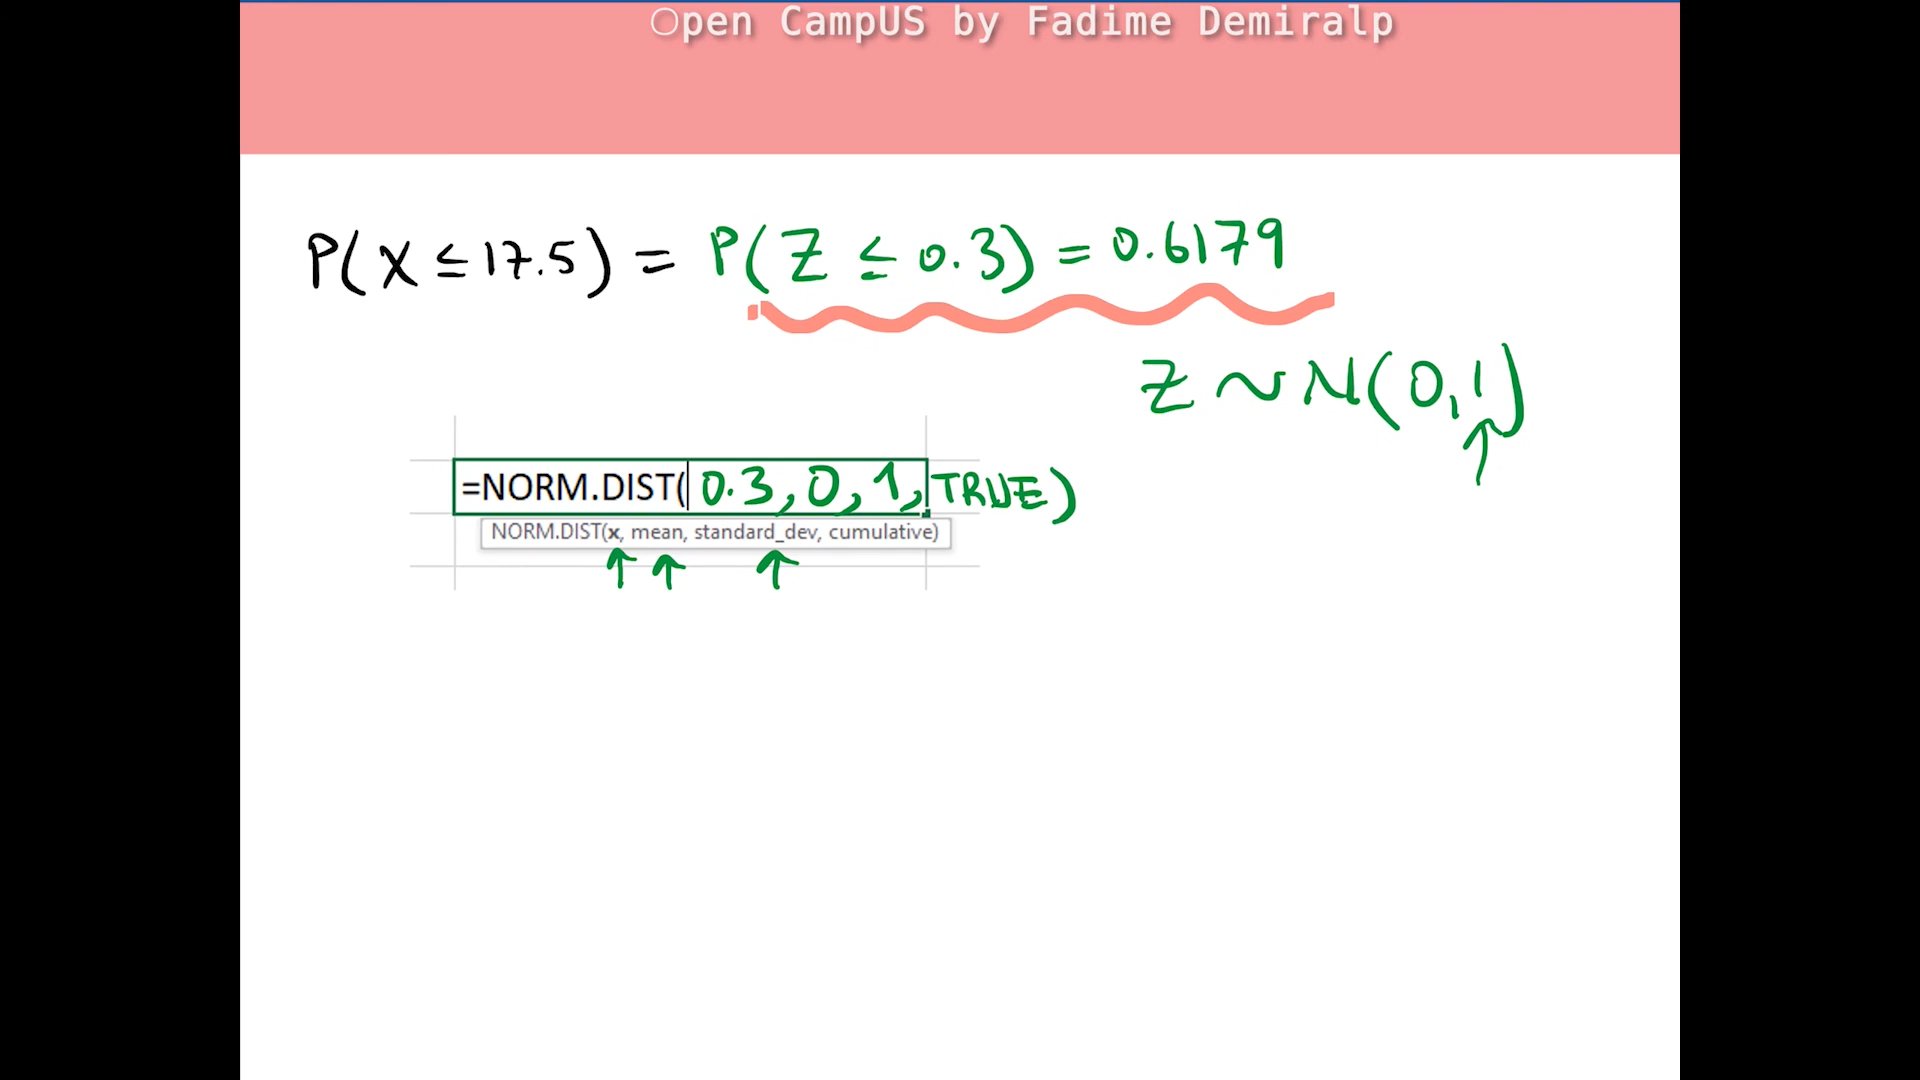 Open CampUS by Fadime Demiralp
P(X ≤ 17.5) = P(Z ≤ 0.3) = 0.6179
Z ~ N(0,1)
=NORM.DIST( 0.3, 0, 1, TRUE)
NORM.DIST(x, mean, standard_dev, cumulative)